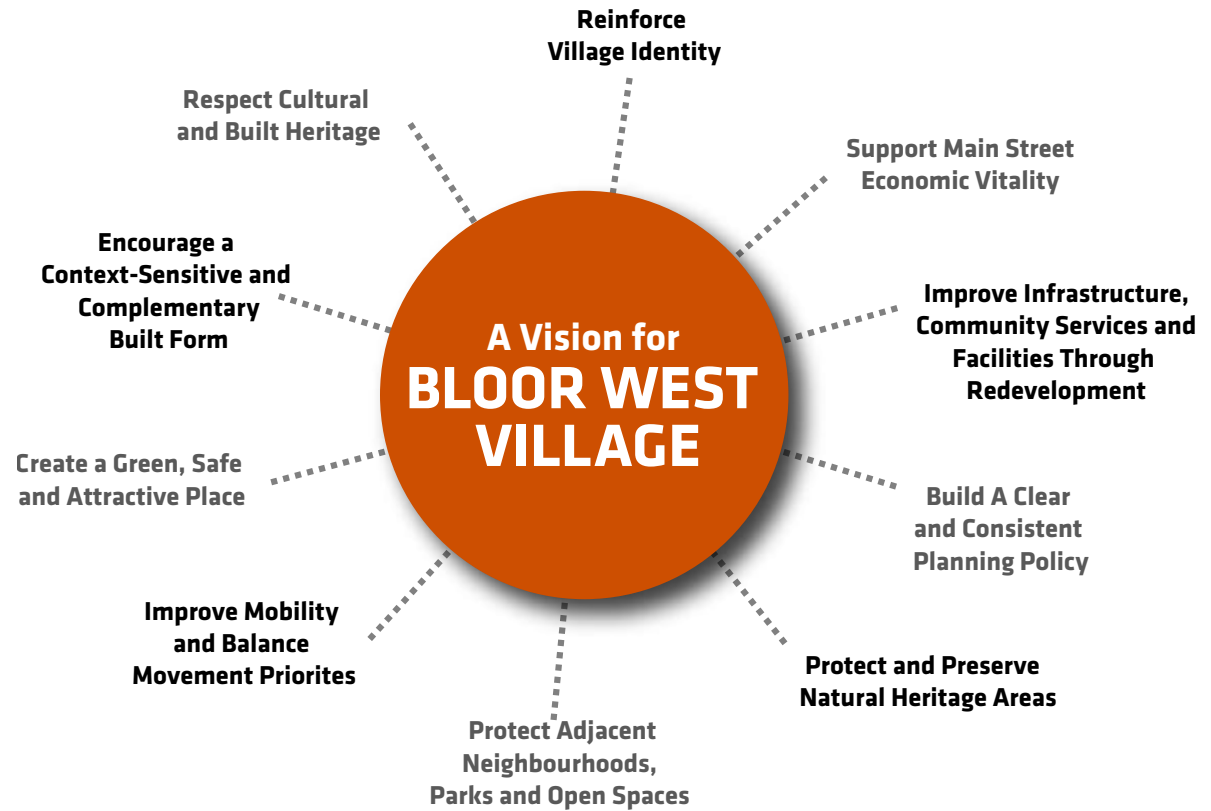 Reinforce
Village Identity
Respect Cultural
and Built Heritage
Support Main Street
Economic Vitality
Encourage a
Context-Sensitive and
Complementary
Built Form
Improve Infrastructure,
Community Services and
Facilities Through
Redevelopment
A Vision for
BLOOR WEST
VILLAGE
Create a Green, Safe
and Attractive Place
Build A Clear
and Consistent
Planning Policy
Improve Mobility
and Balance
Movement Priorites
Protect and Preserve
Natural Heritage Areas
Protect Adjacent
Neighbourhoods,
Parks and Open Spaces